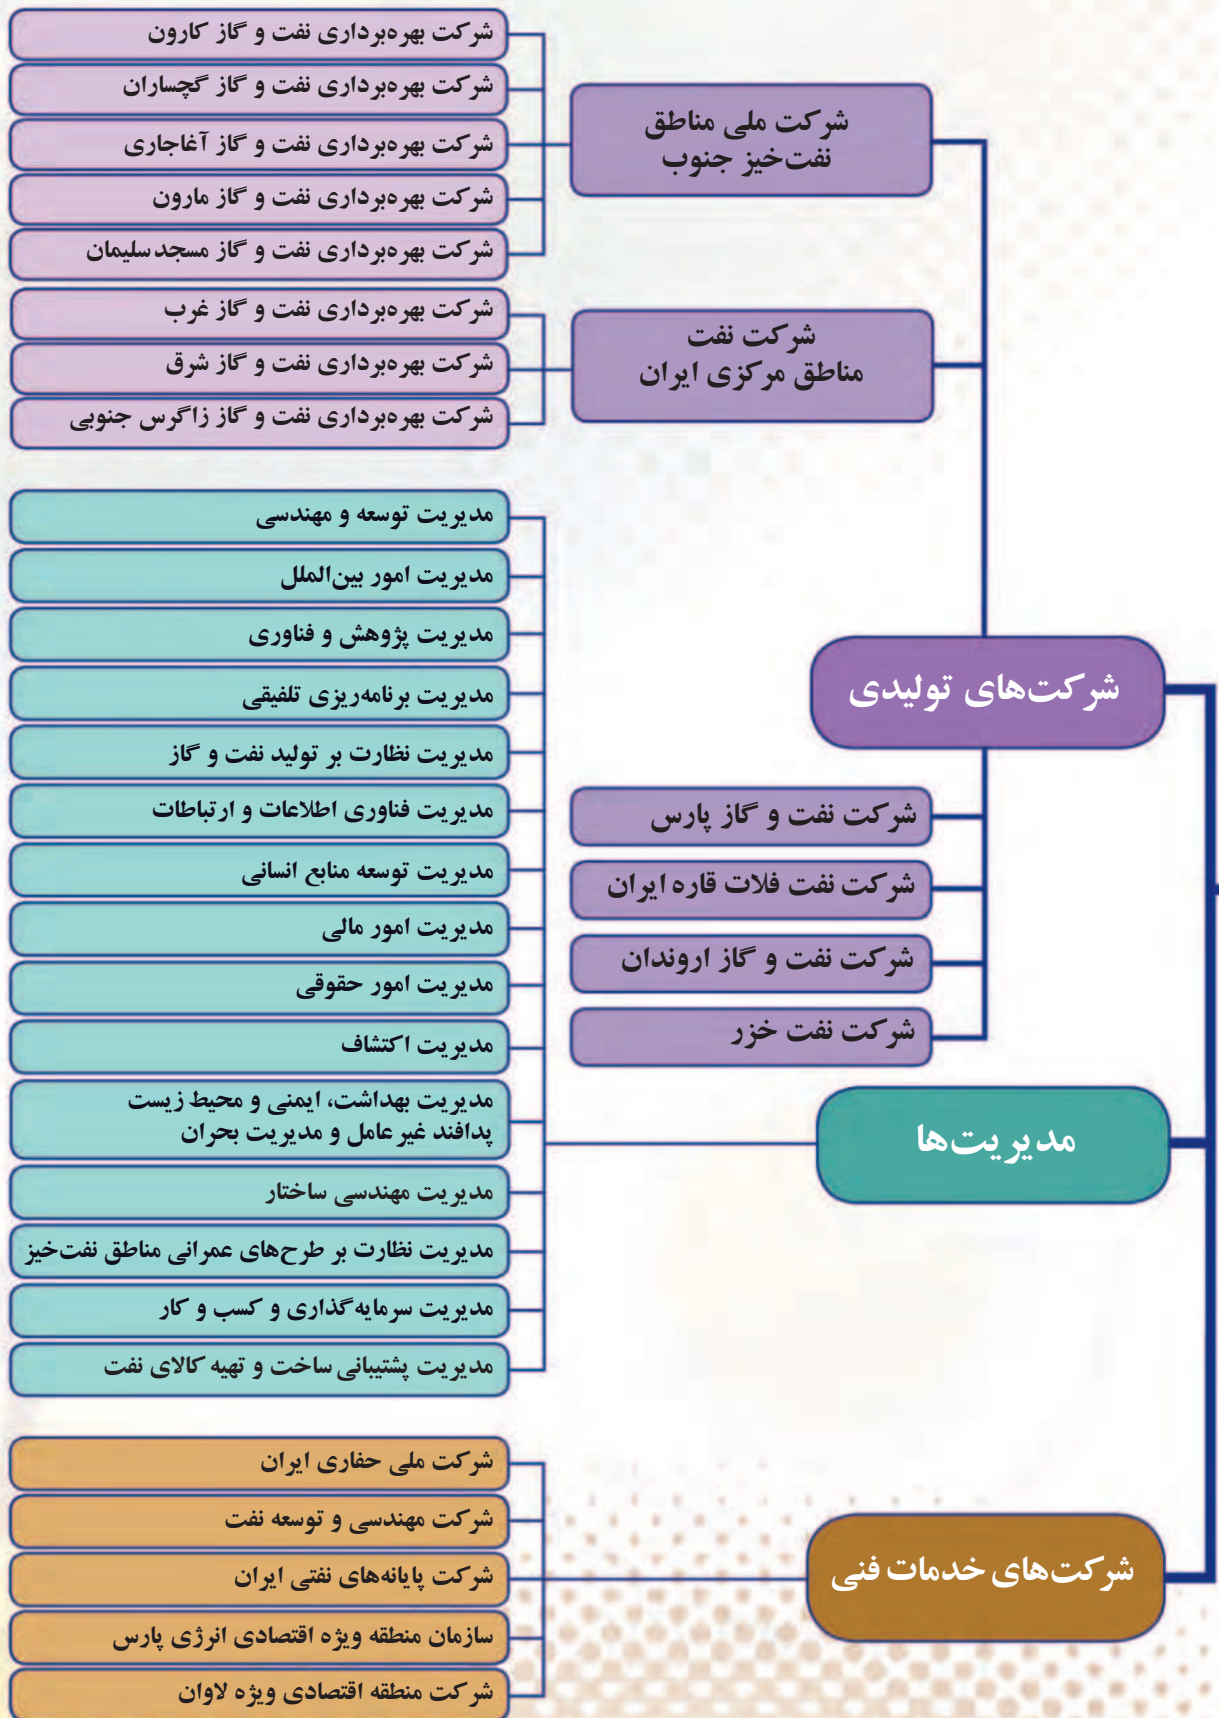 شرکت‌های تولیدی
شرکت ملی مناطق
نفت‌خیز جنوب
شرکت بهره‌برداری نفت و گاز کارون
شرکت بهره‌برداری نفت و گاز گچساران
شرکت بهره‌برداری نفت و گاز آغاجاری
شرکت بهره‌برداری نفت و گاز مارون
شرکت بهره‌برداری نفت و گاز مسجدسلیمان
شرکت نفت
مناطق مرکزی ایران
شرکت بهره‌برداری نفت و گاز غرب
شرکت بهره‌برداری نفت و گاز شرق
شرکت بهره‌برداری نفت و گاز زاگرس جنوبی
شرکت نفت و گاز پارس
شرکت نفت فلات قاره ایران
شرکت نفت و گاز اروندان
شرکت نفت خزر
مدیریت‌ها
مدیریت توسعه و مهندسی
مدیریت امور بین‌الملل
مدیریت پژوهش و فناوری
مدیریت برنامه‌ریزی تلفیقی
مدیریت نظارت بر تولید نفت و گاز
مدیریت فناوری اطلاعات و ارتباطات
مدیریت توسعه منابع انسانی
مدیریت امور مالی
مدیریت امور حقوقی
مدیریت اکتشاف
مدیریت بهداشت، ایمنی و محیط زیست
پدافند غیرعامل و مدیریت بحران
مدیریت مهندسی ساختار
مدیریت نظارت بر طرح‌های عمرانی مناطق نفت‌خیز
مدیریت سرمایه‌گذاری و کسب و کار
مدیریت پشتیبانی ساخت و تهیه کالای نفت
شرکت‌های خدمات فنی
شرکت ملی حفاری ایران
شرکت مهندسی و توسعه نفت
شرکت پایانه‌های نفتی ایران
سازمان منطقه ویژه اقتصادی انرژی پارس
شرکت منطقه اقتصادی ویژه لاوان